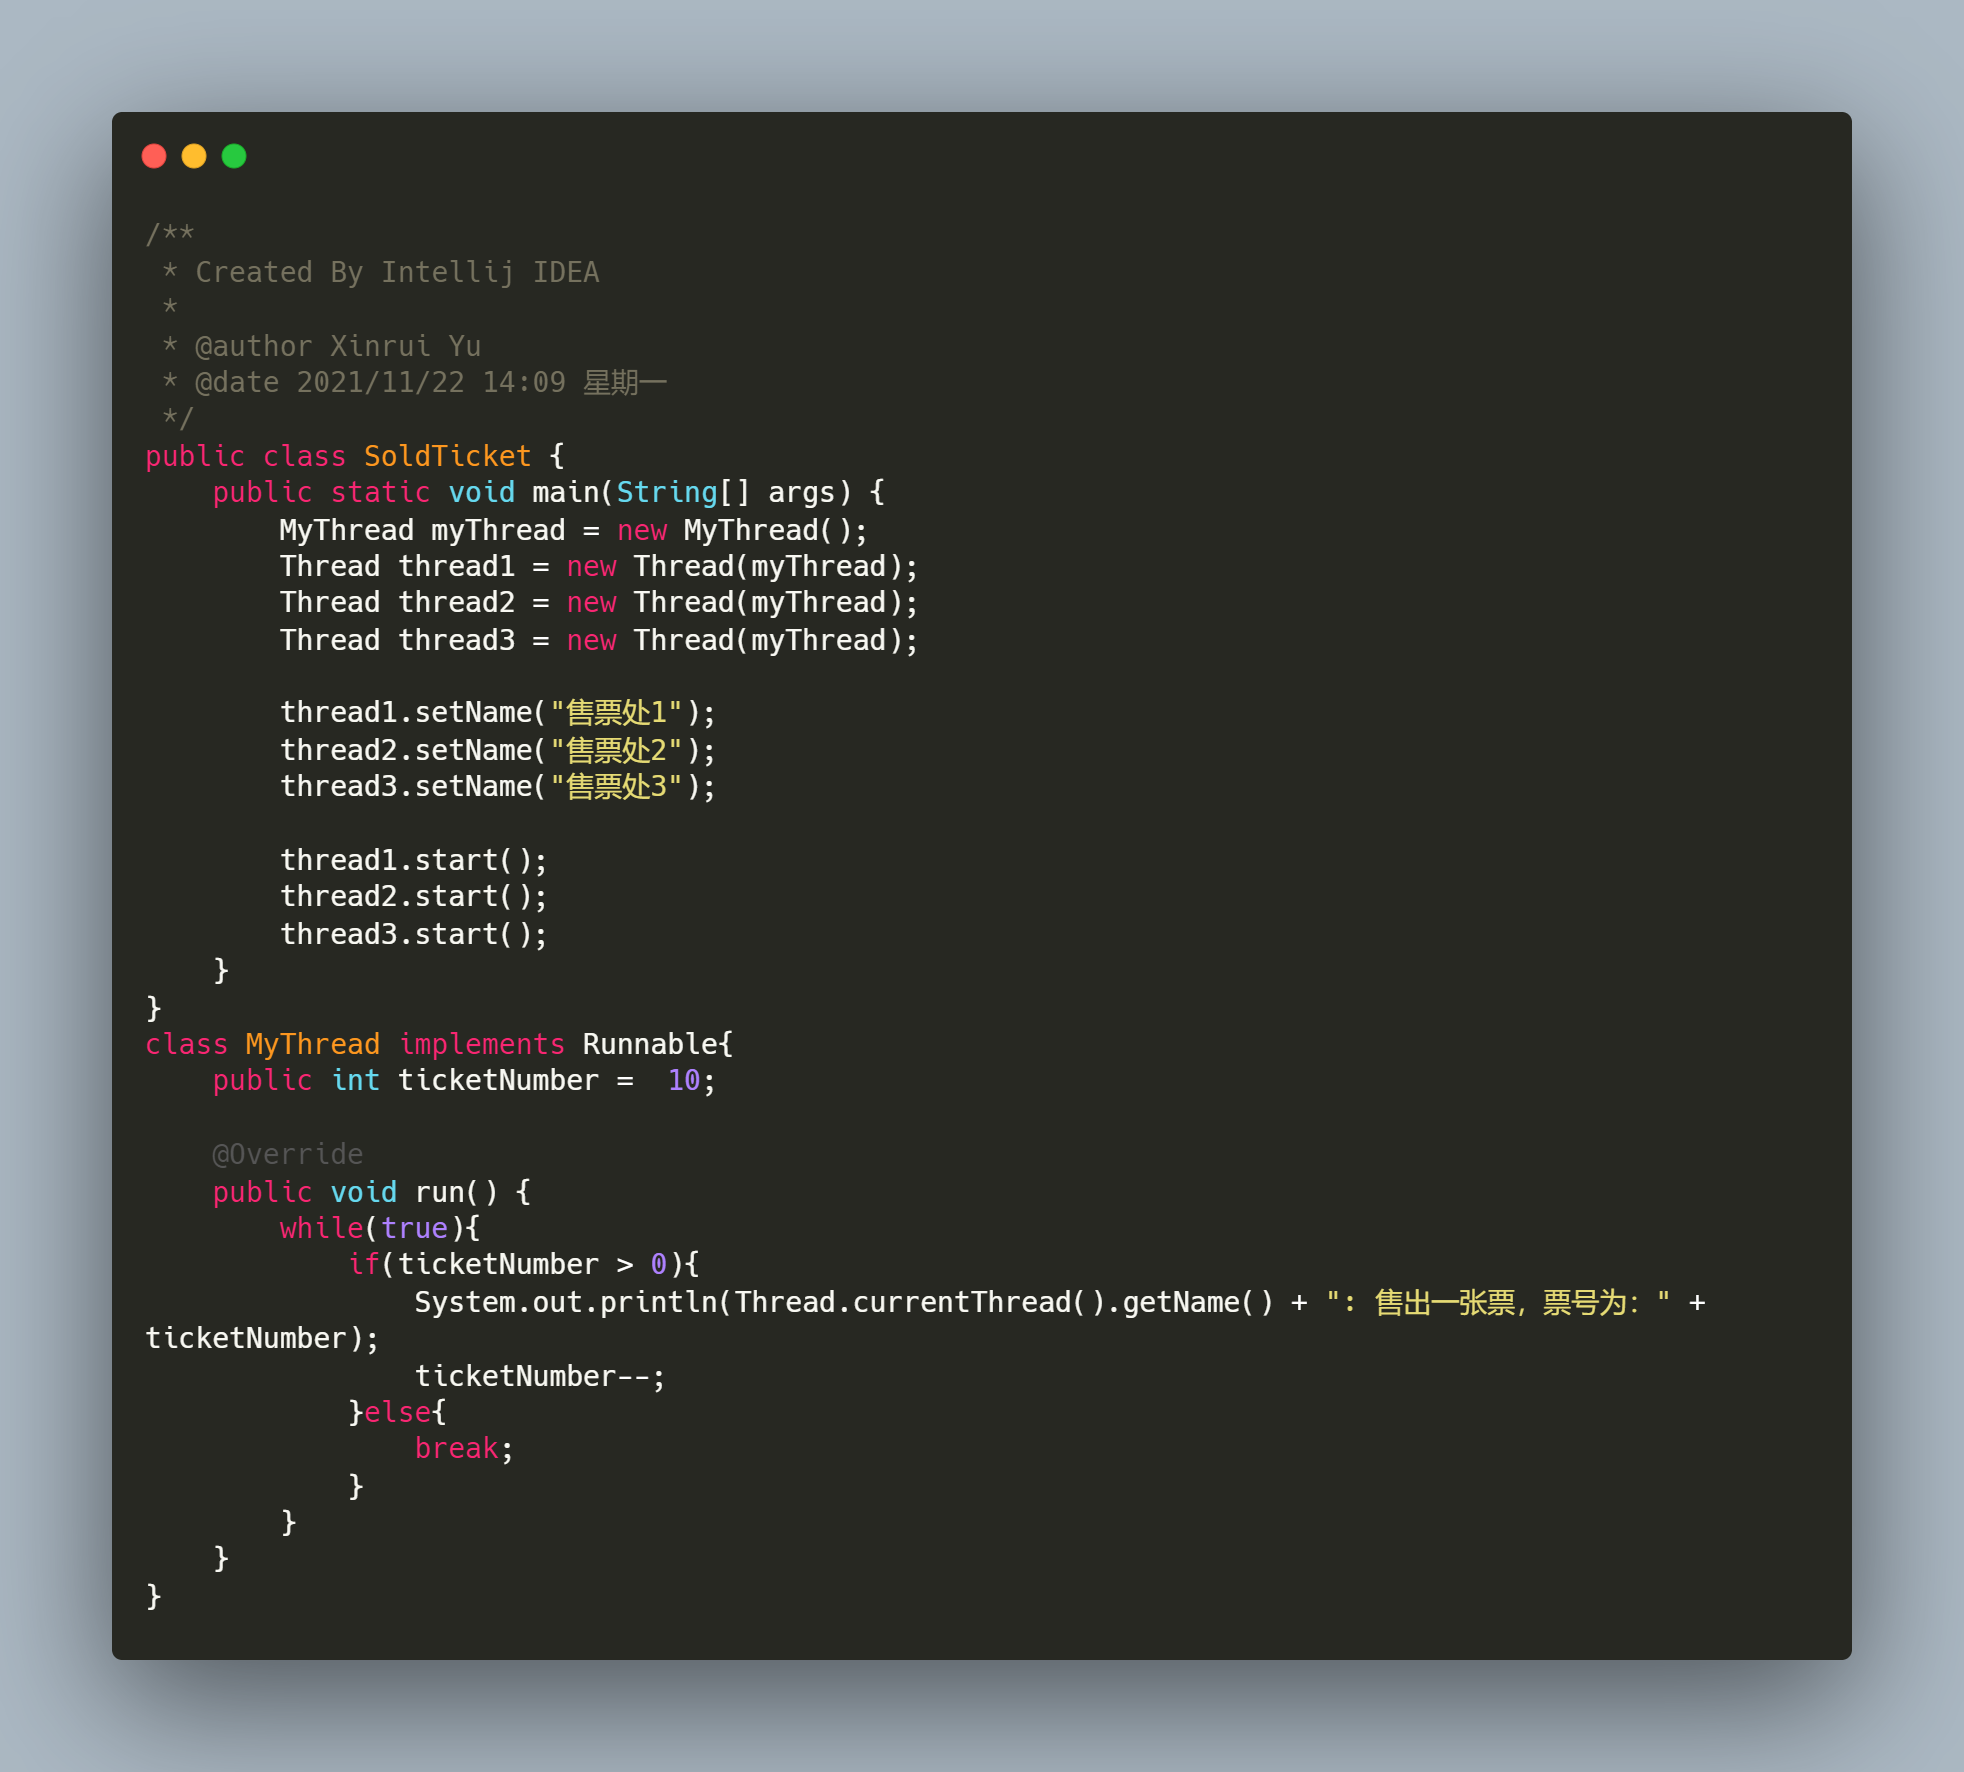 /**
 * Created By Intellij IDEA
 *
 * @author Xinrui Yu
 * @date 2021/11/22 14:09 星期一
 */
public class SoldTicket {
    public static void main(String[] args) {
        MyThread myThread = new MyThread();
        Thread thread1 = new Thread(myThread);
        Thread thread2 = new Thread(myThread);
        Thread thread3 = new Thread(myThread);

        thread1.setName("售票处1");
        thread2.setName("售票处2");
        thread3.setName("售票处3");

        thread1.start();
        thread2.start();
        thread3.start();
    }
}
class MyThread implements Runnable{
    public int ticketNumber =  10;

    @Override
    public void run() {
        while(true){
            if(ticketNumber > 0){
                System.out.println(Thread.currentThread().getName() + ": 售出一张票，票号为：" +
ticketNumber);
                ticketNumber--;
            }else{
                break;
            }
        }
    }
}